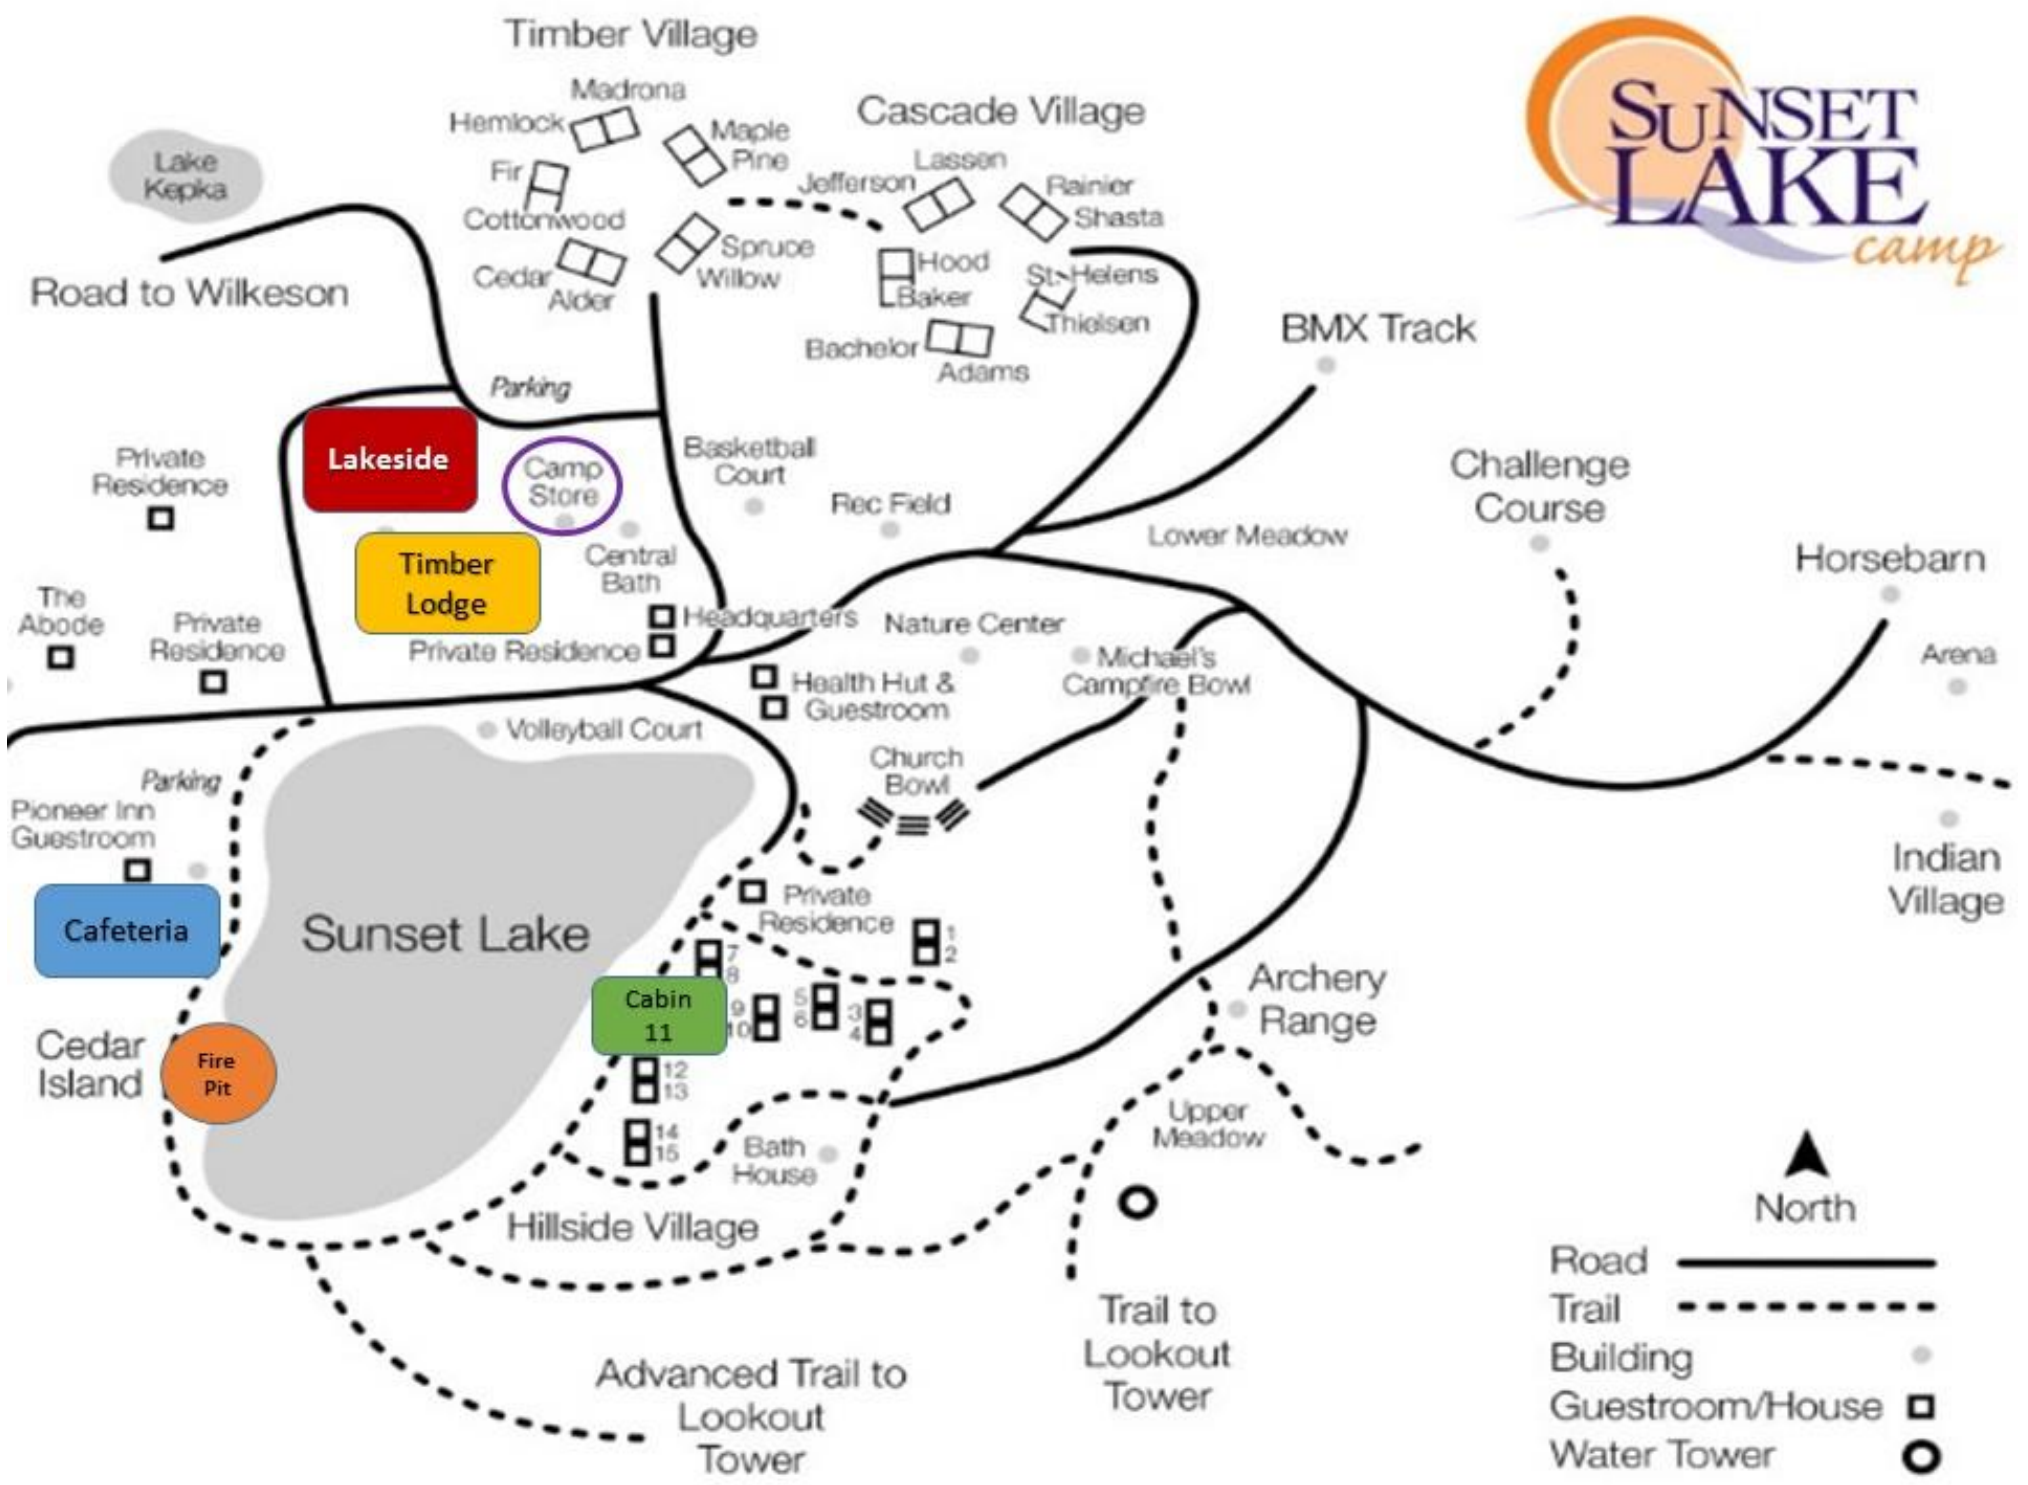 Timber Village
SUNSET
LAKE
camp
Madrona
Hemlock
Maple
Pine
Cascade Village
Lake
Kepka
Fir
Cottonwood
Jefferson
Lassen
Rainier
Shasta
Cedar
Alder
Spruce
Willow
Hood
Baker
St. Helens
Thielsen
Bachelor
Adams
Road to Wilkeson
BMX Track
Parking
Private
Residence
Lakeside
Camp
Store
Basketball
Court
Rec Field
Challenge
Course
Lower Meadow
Horsebarn
Timber
Lodge
Central
Bath
The
Abode
Private
Residence
Headquarters
Private Residence
Nature Center
Michael's
Campfire Bowl
Arena
Health Hut &
Guestroom
Volleyball Court
Church
Bowl
Parking
Pioneer Inn
Guestroom
Indian
Village
Cafeteria
Sunset Lake
Private
Residence
1
2
7
8
Cabin
11
9
10
5
6
3
4
Archery
Range
Cedar
Island
Fire
Pit
12
13
14
15
Bath
House
Upper
Meadow
Hillside Village
North
Trail to
Lookout
Tower
Advanced Trail to
Lookout
Tower
Road
Trail
Building
Guestroom/House
Water Tower